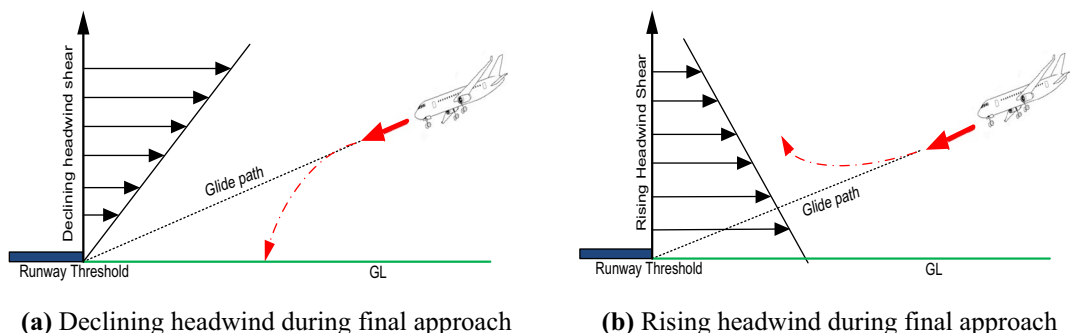 Declining headwind shear
Glide path
Runway Threshold
GL
(a) Declining headwind during final approach
Rising Headwind Shear
Glide path
Runway Threshold
GL
(b) Rising headwind during final approach